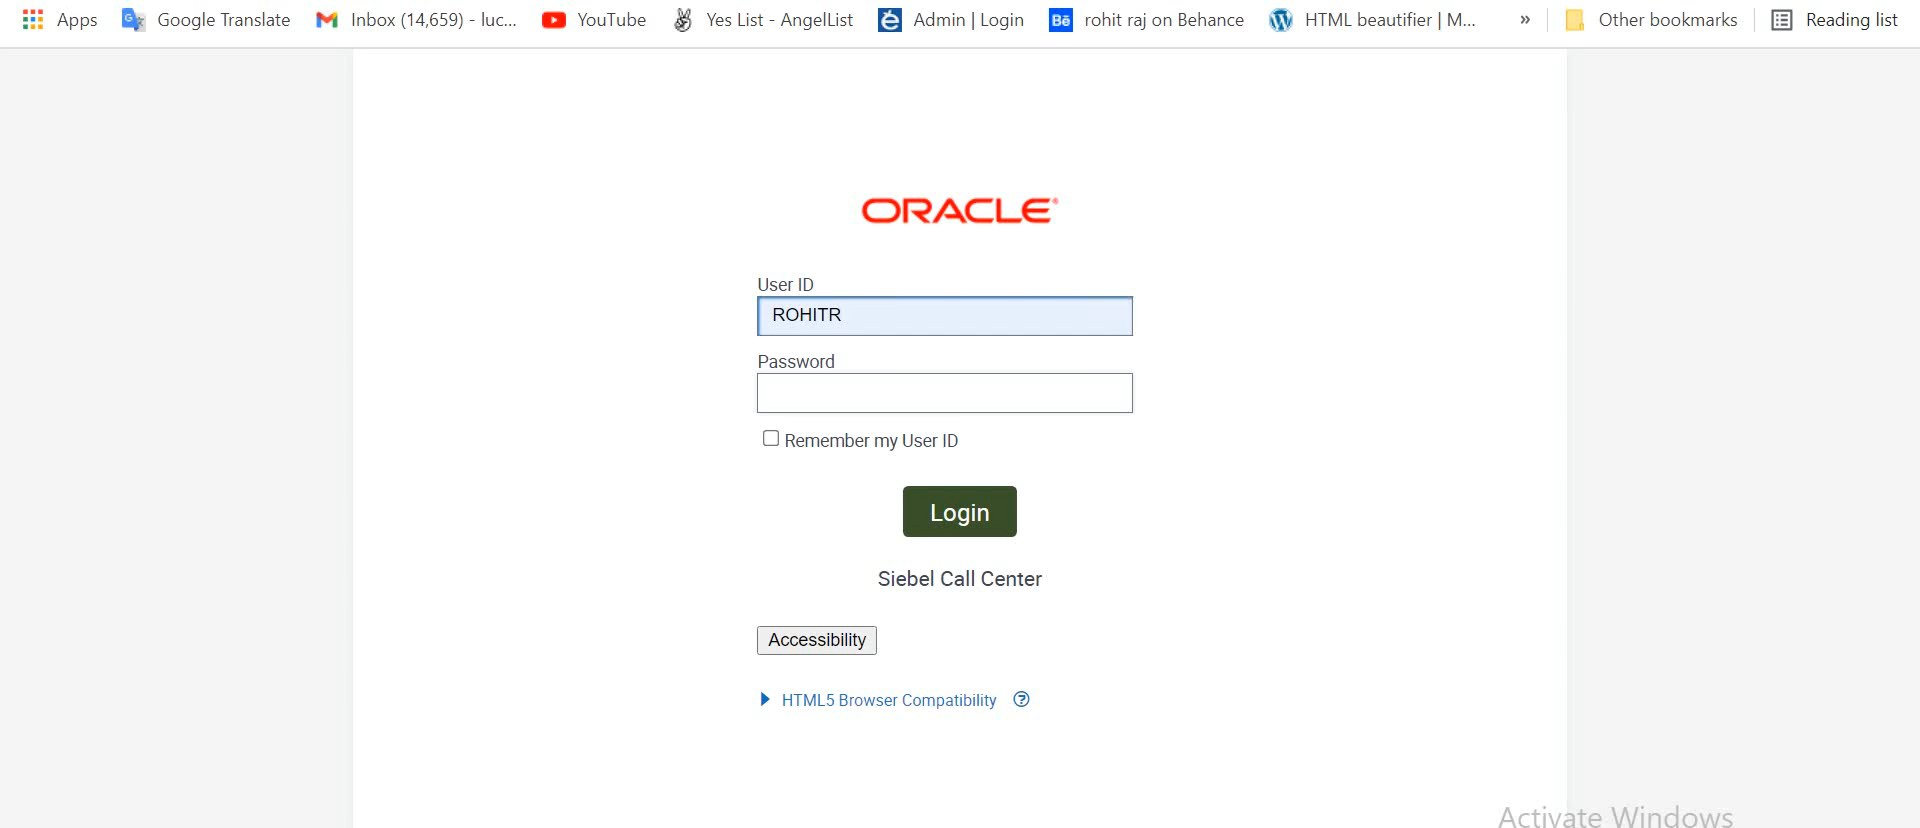 Apps Google Translate Inbox (14,659) - luc... YouTube Yes List - AngelList Admin | Login Bē rohit raj on Behance HTML beautifier | M... » Other bookmarks Reading list
ORACLE
User ID
ROHITR
Password
Remember my User ID
Login
Siebel Call Center
Accessibility
HTML5 Browser Compatibility ?
Activate Windows